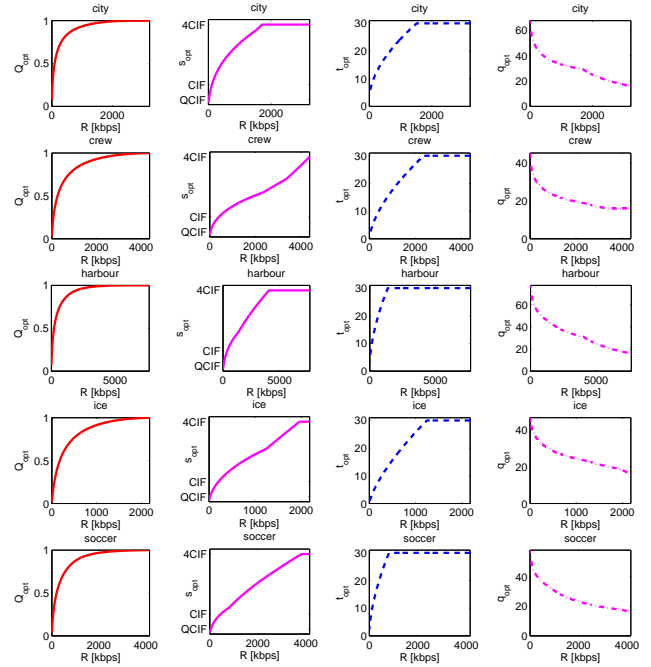 city city city city
1 4CIF 30 60
Q_opt s_opt t_opt q_opt
0.5 20 40
CIF 10 20
QCIF
0 0 0
0 2000 0 2000 0 2000 0 2000
R [kbps] R [kbps] R [kbps] R [kbps]
crew crew crew crew
1 4CIF 30 40
Q_opt s_opt t_opt q_opt
0.5 20 20
CIF 10
QCIF
0 0 0
0 2000 4000 0 2000 4000 0 2000 4000 0 2000 4000
R [kbps] R [kbps] R [kbps] R [kbps]
harbour harbour harbour harbour
1 4CIF 30 60
Q_opt s_opt t_opt q_opt
0.5 20 40
CIF 10 20
QCIF
0 0 0
0 5000 0 5000 0 5000 0 5000
R [kbps] R [kbps] R [kbps] R [kbps]
ice ice ice ice
1 4CIF 30 40
Q_opt s_opt t_opt q_opt
0.5 20 20
CIF 10
QCIF
0 0 0
0 1000 2000 0 1000 2000 0 1000 2000 0 1000 2000
R [kbps] R [kbps] R [kbps] R [kbps]
soccer soccer soccer soccer
1 4CIF 30
Q_opt s_opt t_opt q_opt
0.5 20 40
CIF 10 20
QCIF
0 0 0
0 2000 4000 0 2000 4000 0 2000 4000 0 2000 4000
R [kbps] R [kbps] R [kbps] R [kbps]